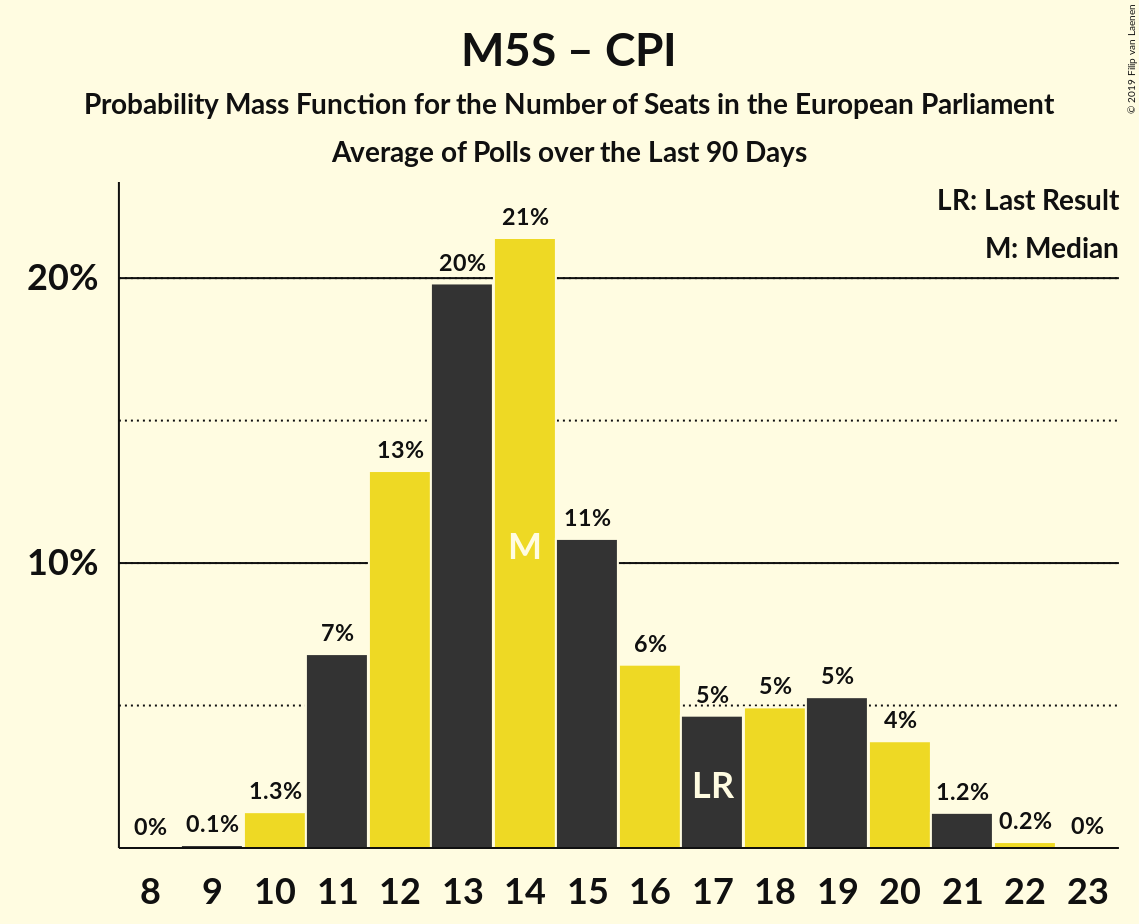 M5S – CPI
Probability Mass Function for the Number of Seats in the European Parliament
Average of Polls over the Last 90 Days
© 2019 Filip van Laenen
LR: Last Result
M: Median
20%
10%
0%
0.1%
1.3%
7%
13%
20%
21%
11%
6%
5%
5%
5%
4%
1.2%
0.2%
0%
M
LR
8 9 10 11 12 13 14 15 16 17 18 19 20 21 22 23